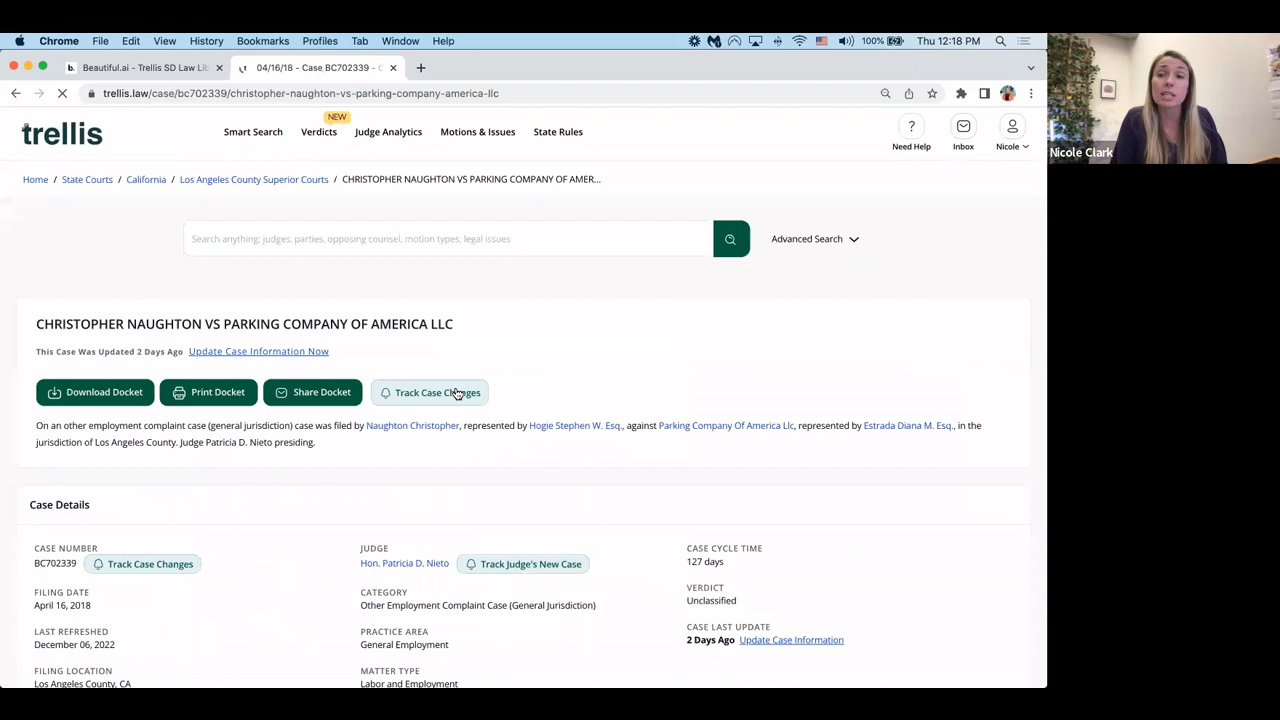 Chrome File Edit View History Bookmarks Profiles Tab Window Help 100% Thu 12:18 PM
b. Beautiful.ai - Trellis SD Law Lib 04/16/18 - Case BC702339 - C
trellis.law/case/bc702339/christopher-naughton-vs-parking-company-america-llc
NEW
trellis Smart Search Verdicts Judge Analytics Motions & Issues State Rules
? Need Help Inbox Nicole
Nicole Clark
Home / State Courts / California / Los Angeles County Superior Courts / CHRISTOPHER NAUGHTON VS PARKING COMPANY OF AMER...
Search anything: judges, parties, opposing counsel, motion types, legal issues Advanced Search
CHRISTOPHER NAUGHTON VS PARKING COMPANY OF AMERICA LLC
This Case Was Updated 2 Days Ago Update Case Information Now
Download Docket Print Docket Share Docket Track Case Changes
On an other employment complaint case (general jurisdiction) case was filed by Naughton Christopher, represented by Hogie Stephen W. Esq., against Parking Company Of America Llc, represented by Estrada Diana M. Esq., in the
jurisdiction of Los Angeles County. Judge Patricia D. Nieto presiding.
Case Details
CASE NUMBER
BC702339 Track Case Changes
FILING DATE
April 16, 2018
LAST REFRESHED
December 06, 2022
FILING LOCATION
Los Angeles County, CA
JUDGE
Hon. Patricia D. Nieto Track Judge's New Case
CATEGORY
Other Employment Complaint Case (General Jurisdiction)
PRACTICE AREA
General Employment
MATTER TYPE
Labor and Employment
CASE CYCLE TIME
127 days
VERDICT
Unclassified
CASE LAST UPDATE
2 Days Ago Update Case Information